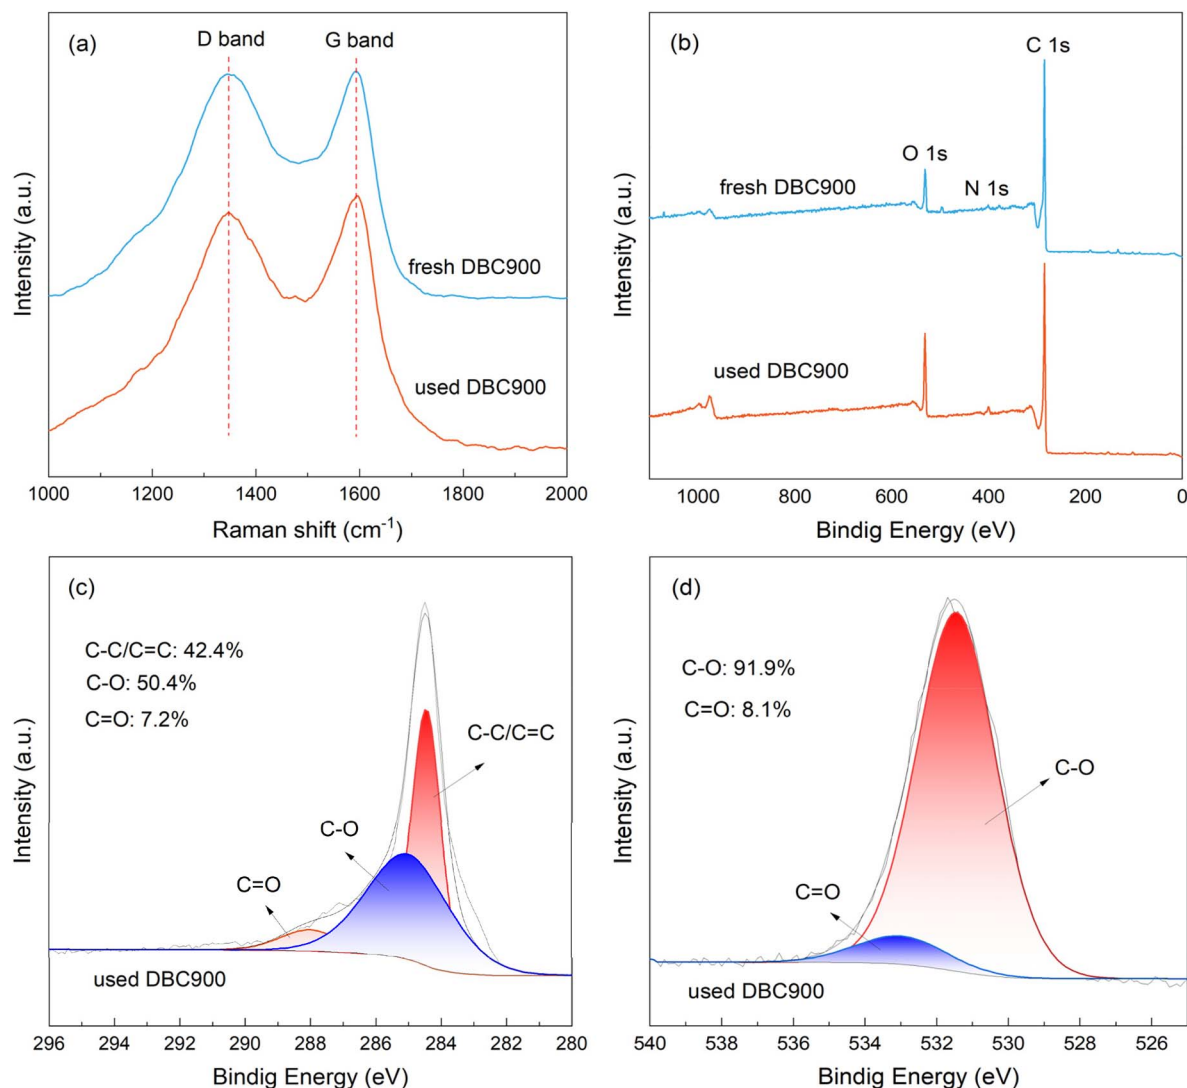 (a)
D band
G band
fresh DBC900
used DBC900
Intensity (a.u.)
1000
1200
1400
1600
1800
2000
Raman shift (cm⁻¹)
(b)
C 1s
O 1s
N 1s
fresh DBC900
used DBC900
Intensity (a.u.)
1000
800
600
400
200
0
Bindig Energy (eV)
(c)
C-C/C=C: 42.4%
C-O: 50.4%
C=O: 7.2%
C-C/C=C
C-O
C=O
used DBC900
Intensity (a.u.)
296
294
292
290
288
286
284
282
280
Bindig Energy (eV)
(d)
C-O: 91.9%
C=O: 8.1%
C-O
C=O
used DBC900
Intensity (a.u.)
540
538
536
534
532
530
528
526
Bindig Energy (eV)